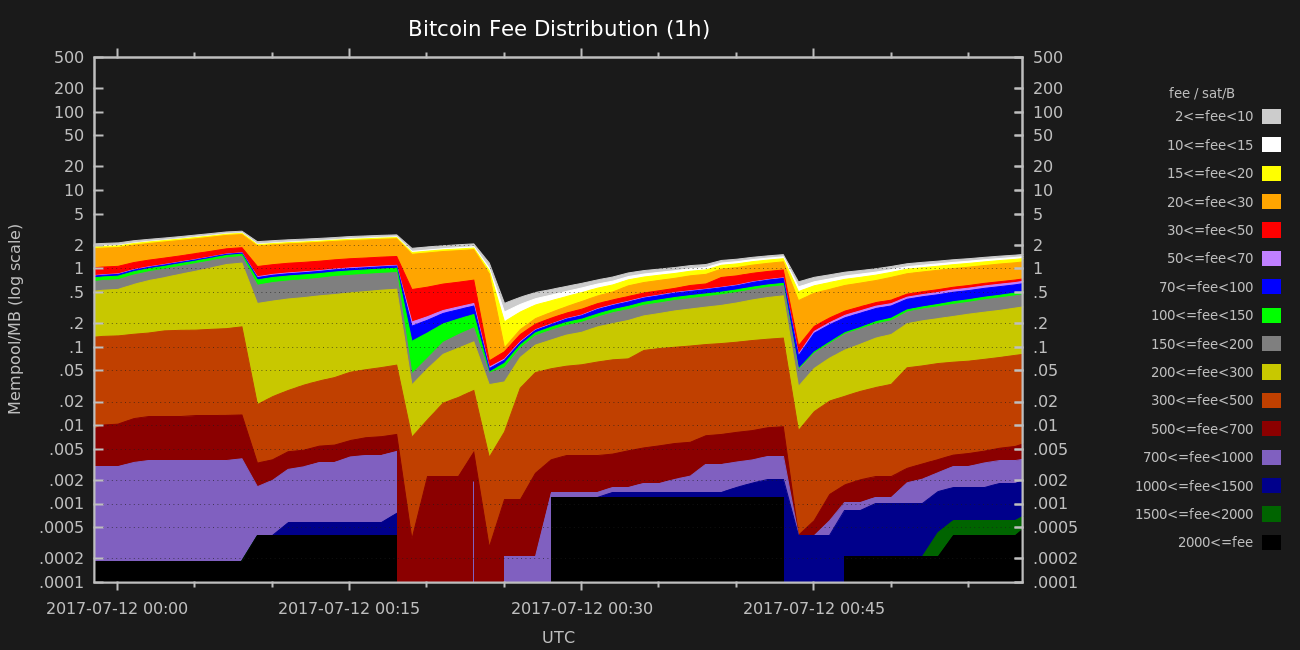 Bitcoin Fee Distribution (1h)
Mempool/MB (log scale)
500
200
100
50
20
10
5
2
1
.5
.2
.1
.05
.02
.01
.005
.002
.001
.0005
.0002
.0001
500
200
100
50
20
10
5
2
1
.5
.2
.1
.05
.02
.01
.005
.002
.001
.0005
.0002
.0001
2017-07-12 00:00
2017-07-12 00:15
2017-07-12 00:30
2017-07-12 00:45
UTC
fee / sat/B
2<=fee<10
10<=fee<15
15<=fee<20
20<=fee<30
30<=fee<50
50<=fee<70
70<=fee<100
100<=fee<150
150<=fee<200
200<=fee<300
300<=fee<500
500<=fee<700
700<=fee<1000
1000<=fee<1500
1500<=fee<2000
2000<=fee